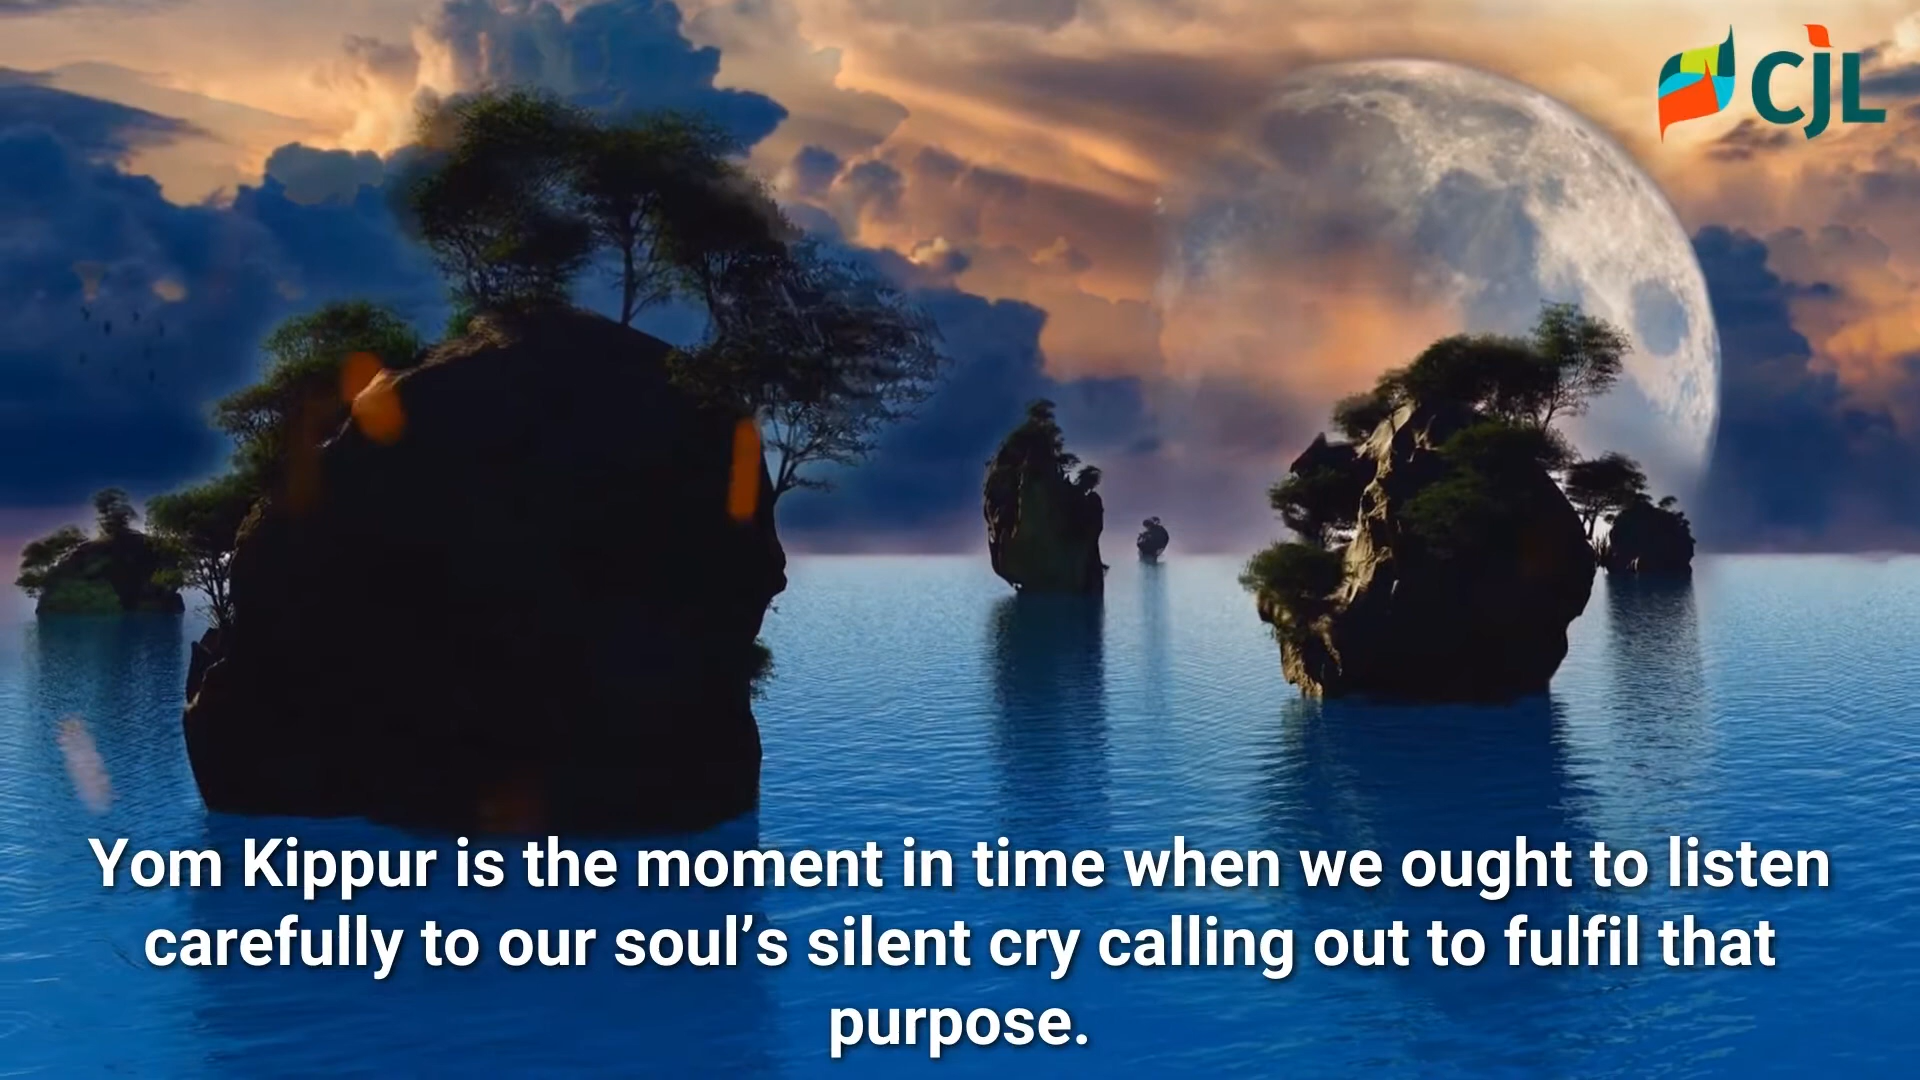 CJL
Yom Kippur is the moment in time when we ought to listen
carefully to our soul’s silent cry calling out to fulfil that
purpose.